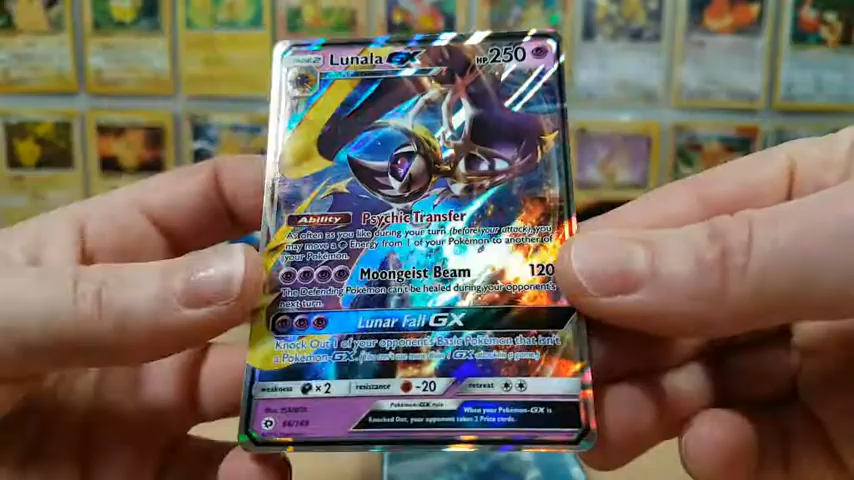 STAGE 2 Lunala GX HP 250
Ability Psychic Transfer
As often as you like during your turn (before your attack),
you may move a Energy from 1 of your Pokémon to another of
your Pokémon.
Moongeist Beam 120
The Defending Pokémon can't be healed during your opponent's
next turn.
Lunar Fall GX
Knock Out 1 of your opponent's Basic Pokémon that isn't
a Pokémon-GX. (You can't use more than 1 GX attack in a game.)
weakness ×2 resistance -20 retreat
Pokémon-GX rule When your Pokémon-GX is
Knocked Out, your opponent takes 2 Prize cards.
66/149